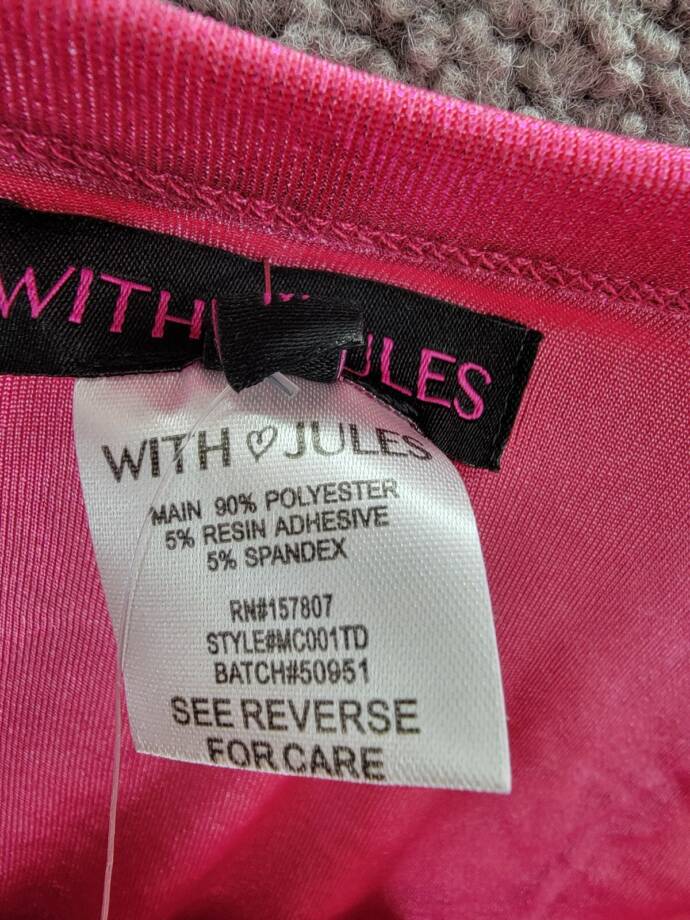 WITH JULES
WITH ♡ JULES
MAIN 90% POLYESTER
5% RESIN ADHESIVE
5% SPANDEX
RN#157807
STYLE#MC001TD
BATCH#50951
SEE REVERSE
FOR CARE